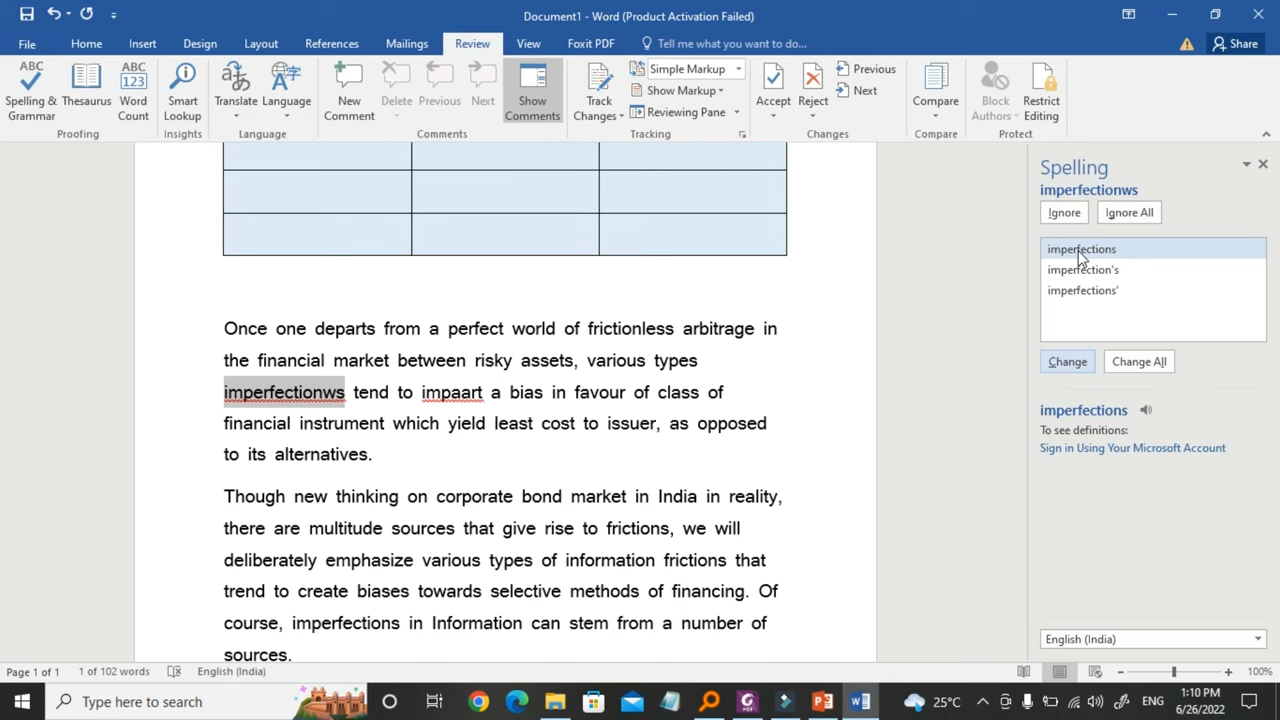 Document1 - Word (Product Activation Failed)
File Home Insert Design Layout References Mailings Review View Foxit PDF Tell me what you want to do... Share
Spelling & Grammar
Thesaurus
Word Count
Smart Lookup
Translate
Language
New Comment
Delete
Previous
Next
Show Comments
Track Changes
Simple Markup
Show Markup
Reviewing Pane
Accept
Reject
Previous
Next
Compare
Block Authors
Restrict Editing
Proofing Insights Language Comments Tracking Changes Compare Protect
Once one departs from a perfect world of frictionless arbitrage in
the financial market between risky assets, various types
imperfectionws tend to impaart a bias in favour of class of
financial instrument which yield least cost to issuer, as opposed
to its alternatives.
Though new thinking on corporate bond market in India in reality,
there are multitude sources that give rise to frictions, we will
deliberately emphasize various types of information frictions that
trend to create biases towards selective methods of financing. Of
course, imperfections in Information can stem from a number of
sources.
Spelling
imperfectionws
Ignore Ignore All
imperfections
imperfection's
imperfections'
Change Change All
imperfections
To see definitions:
Sign in Using Your Microsoft Account
English (India)
Page 1 of 1 1 of 102 words English (India) 100%
Type here to search 25°C ENG 1:10 PM
6/26/2022